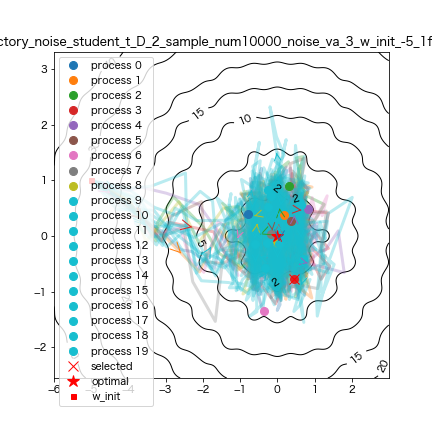 ctory_noise_student_t_D_2_sample_num10000_noise_va_3_w_init_-5_1f
process 0
process 1
process 2
process 3
process 4
process 5
process 6
process 7
process 8
process 9
process 10
process 11
process 12
process 13
process 14
process 15
process 16
process 17
process 18
process 19
selected
optimal
w_init
3
2
1
0
−1
−2
15
10
5
2
2
2
15
20
−6
−5
−4
−3
−2
−1
0
1
2